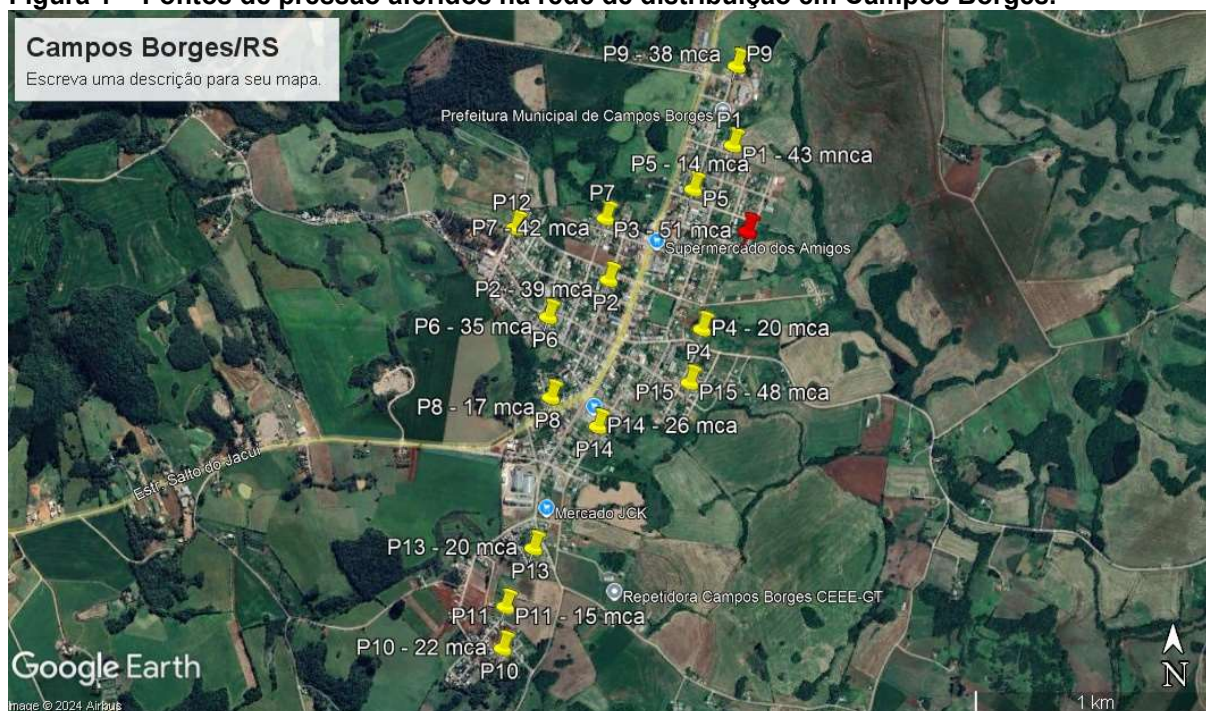 Figura 1 – Pontos de pressão aferidos na rede de distribuição em Campos Borges.
Campos Borges/RS
Escreva uma descrição para seu mapa.
P9 - 38 mca
P9
Prefeitura Municipal de Campos Borges
P1
P1 - 43 mnca
P5 - 14 mca
P5
P12
P7
P7 - 42 mca
P3 - 51 mca
Supermercado dos Amigos
P2 - 39 mca
P2
P6 - 35 mca
P6
P4 - 20 mca
P4
P15
P15 - 48 mca
P8 - 17 mca
P8
P14 - 26 mca
P14
Estr. Salto do Jacuí
Mercado JCK
P13 - 20 mca
P13
Repetidora Campos Borges CEEE-GT
P11
P11 - 15 mca
P10 - 22 mca
P10
Google Earth
N
Image © 2024 Airbus
1 km